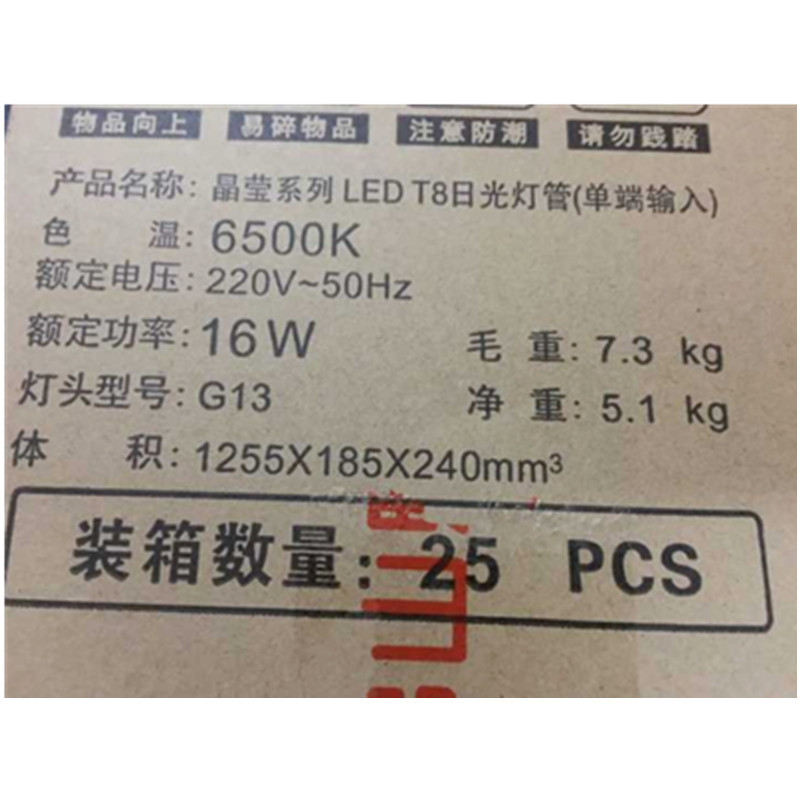 物品向上 易碎物品 注意防潮 请勿践踏
产品名称: 晶莹系列 LED T8日光灯管(单端输入)
色 温: 6500K
额定电压: 220V~50Hz
额定功率: 16W
毛 重: 7.3 kg
灯头型号: G13
净 重: 5.1 kg
体 积: 1255X185X240mm³
装箱数量: 25 PCS